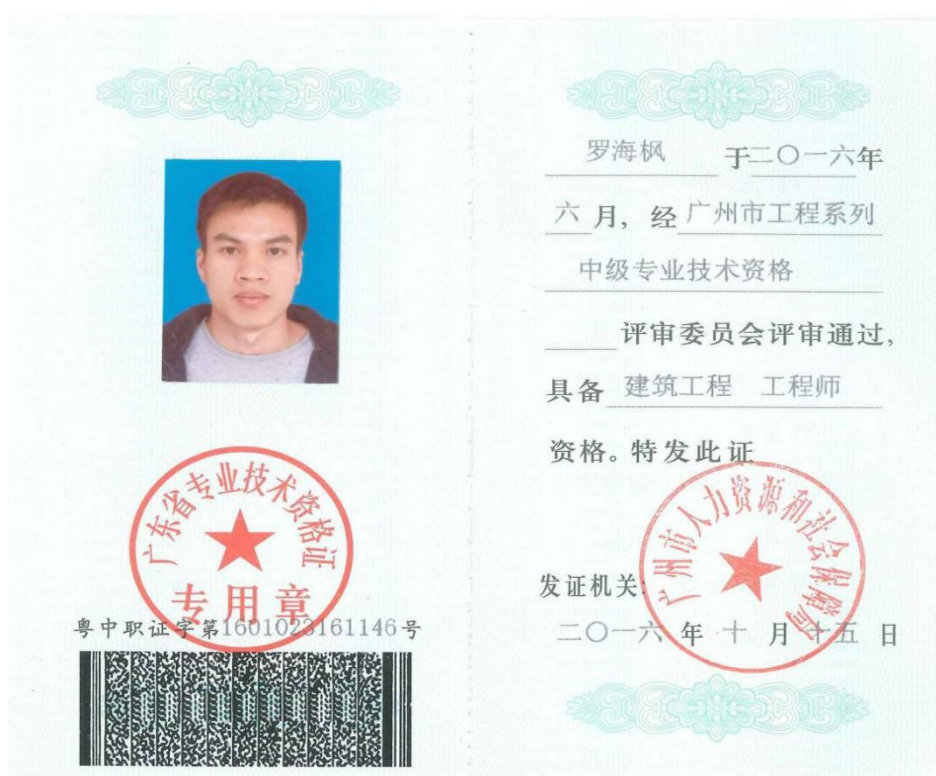 广东省专业技术资格证
专用章
粤中职证字第1601023161146号
罗海枫 于二〇一六年
六月，经广州市工程系列
中级专业技术资格
评审委员会评审通过，
具备 建筑工程 工程师
资格。特发此证
广州市人力资源和社会保障局
发证机关:
二〇一六年十月十五日